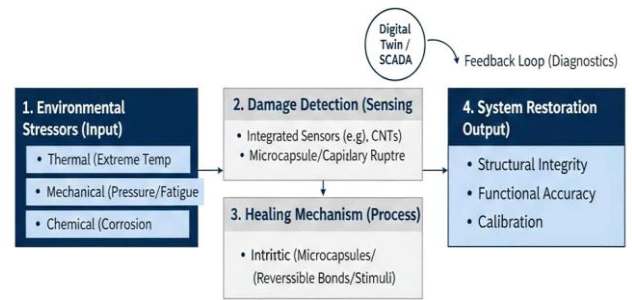 Digital
Twin /
SCADA
Feedback Loop (Diagnostics)
1. Environmental
Stressors (Input)
• Thermal (Extreme Temp
• Mechanical (Pressure/Fatigue
• Chemical (Corrosion
2. Damage Detection (Sensing
• Integrated Sensors (e.g), CNTs)
• Microcapsule/Capidary Ruptre
3. Healing Mechanism (Process)
• Intritic (Microcapsules/
(Reverssible Bonds/Stimuli)
4. System Restoration
Output)
• Structural Integrity
• Functional Accuracy
• Calibration